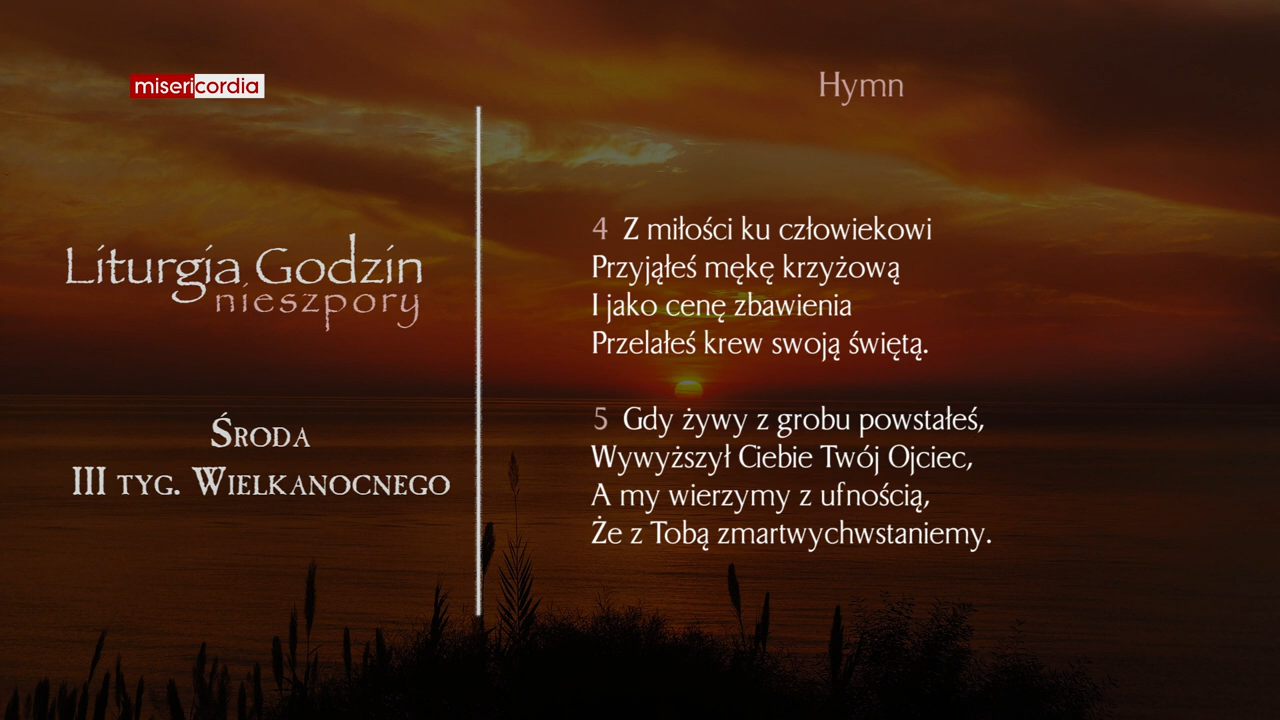 misericordia
Liturgia Godzin
nieszpory
Środa
III tyg. Wielkanocnego
Hymn
4 Z miłości ku człowiekowi
Przyjąłeś mękę krzyżową
I jako cenę zbawienia
Przelałeś krew swoją świętą.
5 Gdy żywy z grobu powstałeś,
Wywyższył Ciebie Twój Ojciec,
A my wierzymy z ufnością,
Że z Tobą zmartwychwstaniemy.